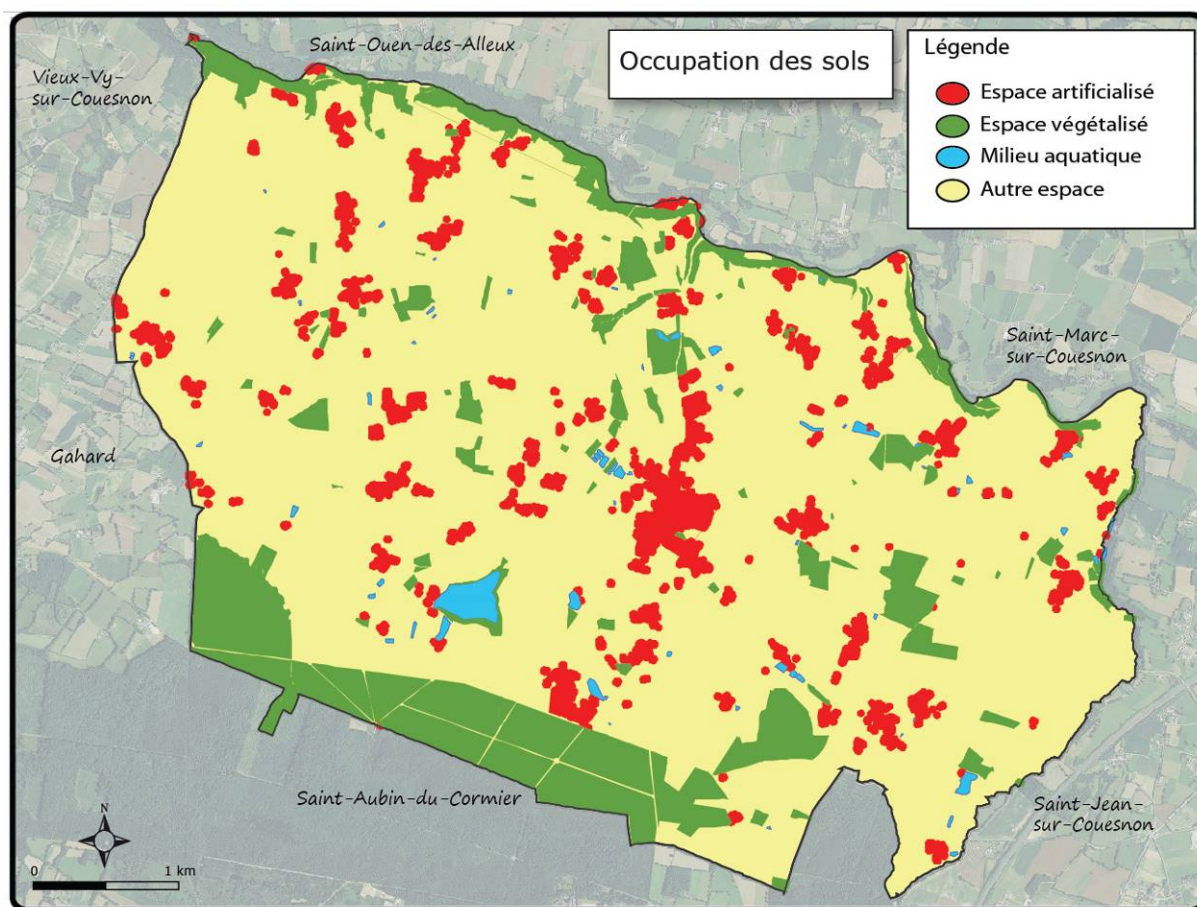 Saint-Ouen-des-Alleux
Vieux-Vy-
sur-Couesnon
Occupation des sols
Légende
Espace artificialisé
Espace végétalisé
Milieu aquatique
Autre espace
Saint-Marc-
sur-Couesnon
Gahard
Saint-Aubin-du-Cormier
Saint-Jean-
sur-Couesnon
N
0 1 km